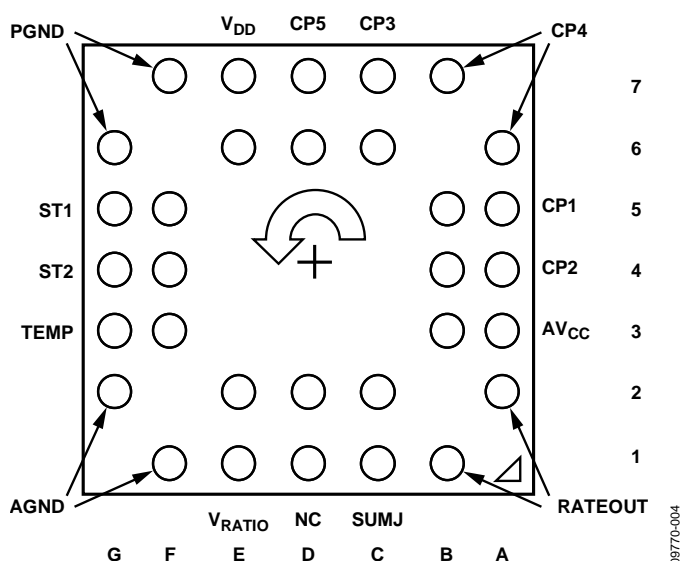 PGND VDD CP5 CP3 CP4
7
6
ST1 CP1 5
ST2 CP2 4
TEMP AVCC 3
2
1
AGND VRATIO NC SUMJ RATEOUT
G F E D C B A
09770-004